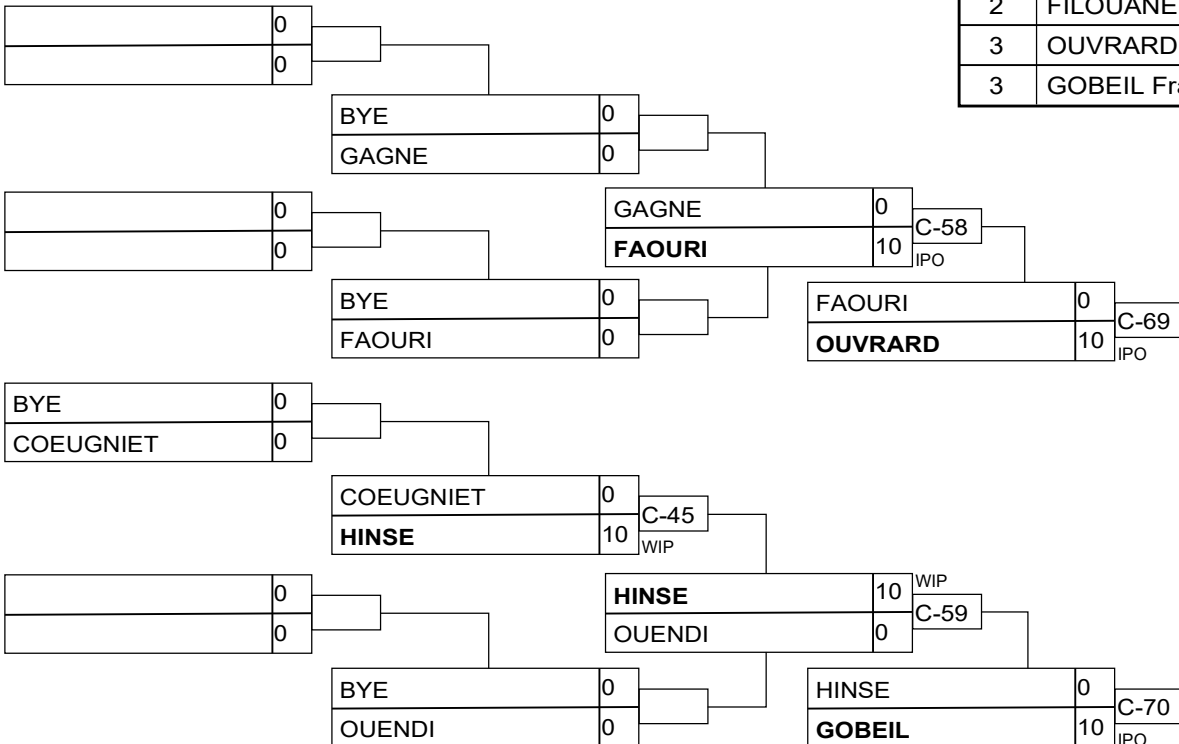 2 FILOUANE
3 OUVRARD
3 GOBEIL Fra
0
0
BYE 0
GAGNE 0
0
0
GAGNE 0
FAOURI 10
C-58
IPO
BYE 0
FAOURI 0
FAOURI 0
OUVRARD 10
C-69
IPO
BYE 0
COEUGNIET 0
COEUGNIET 0
HINSE 10
C-45
WIP
0
0
HINSE 10
WIP
OUENDI 0
C-59
BYE 0
OUENDI 0
HINSE 0
GOBEIL 10
C-70
IPO